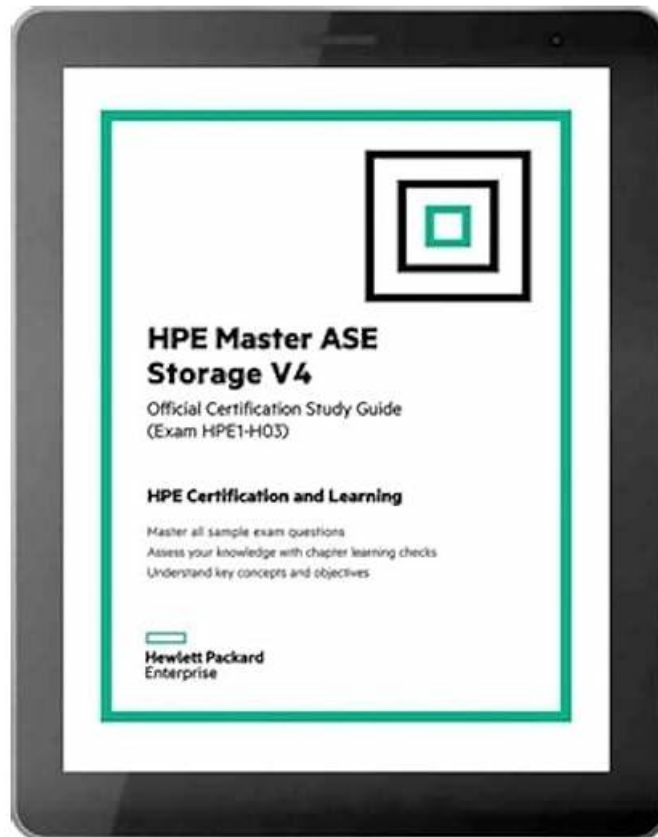 HPE Master ASE
Storage V4
Official Certification Study Guide
(Exam HPE1-H03)
HPE Certification and Learning
Master all sample exam questions
Assess your knowledge with chapter learning checks
Understand key concepts and objectives
Hewlett Packard
Enterprise